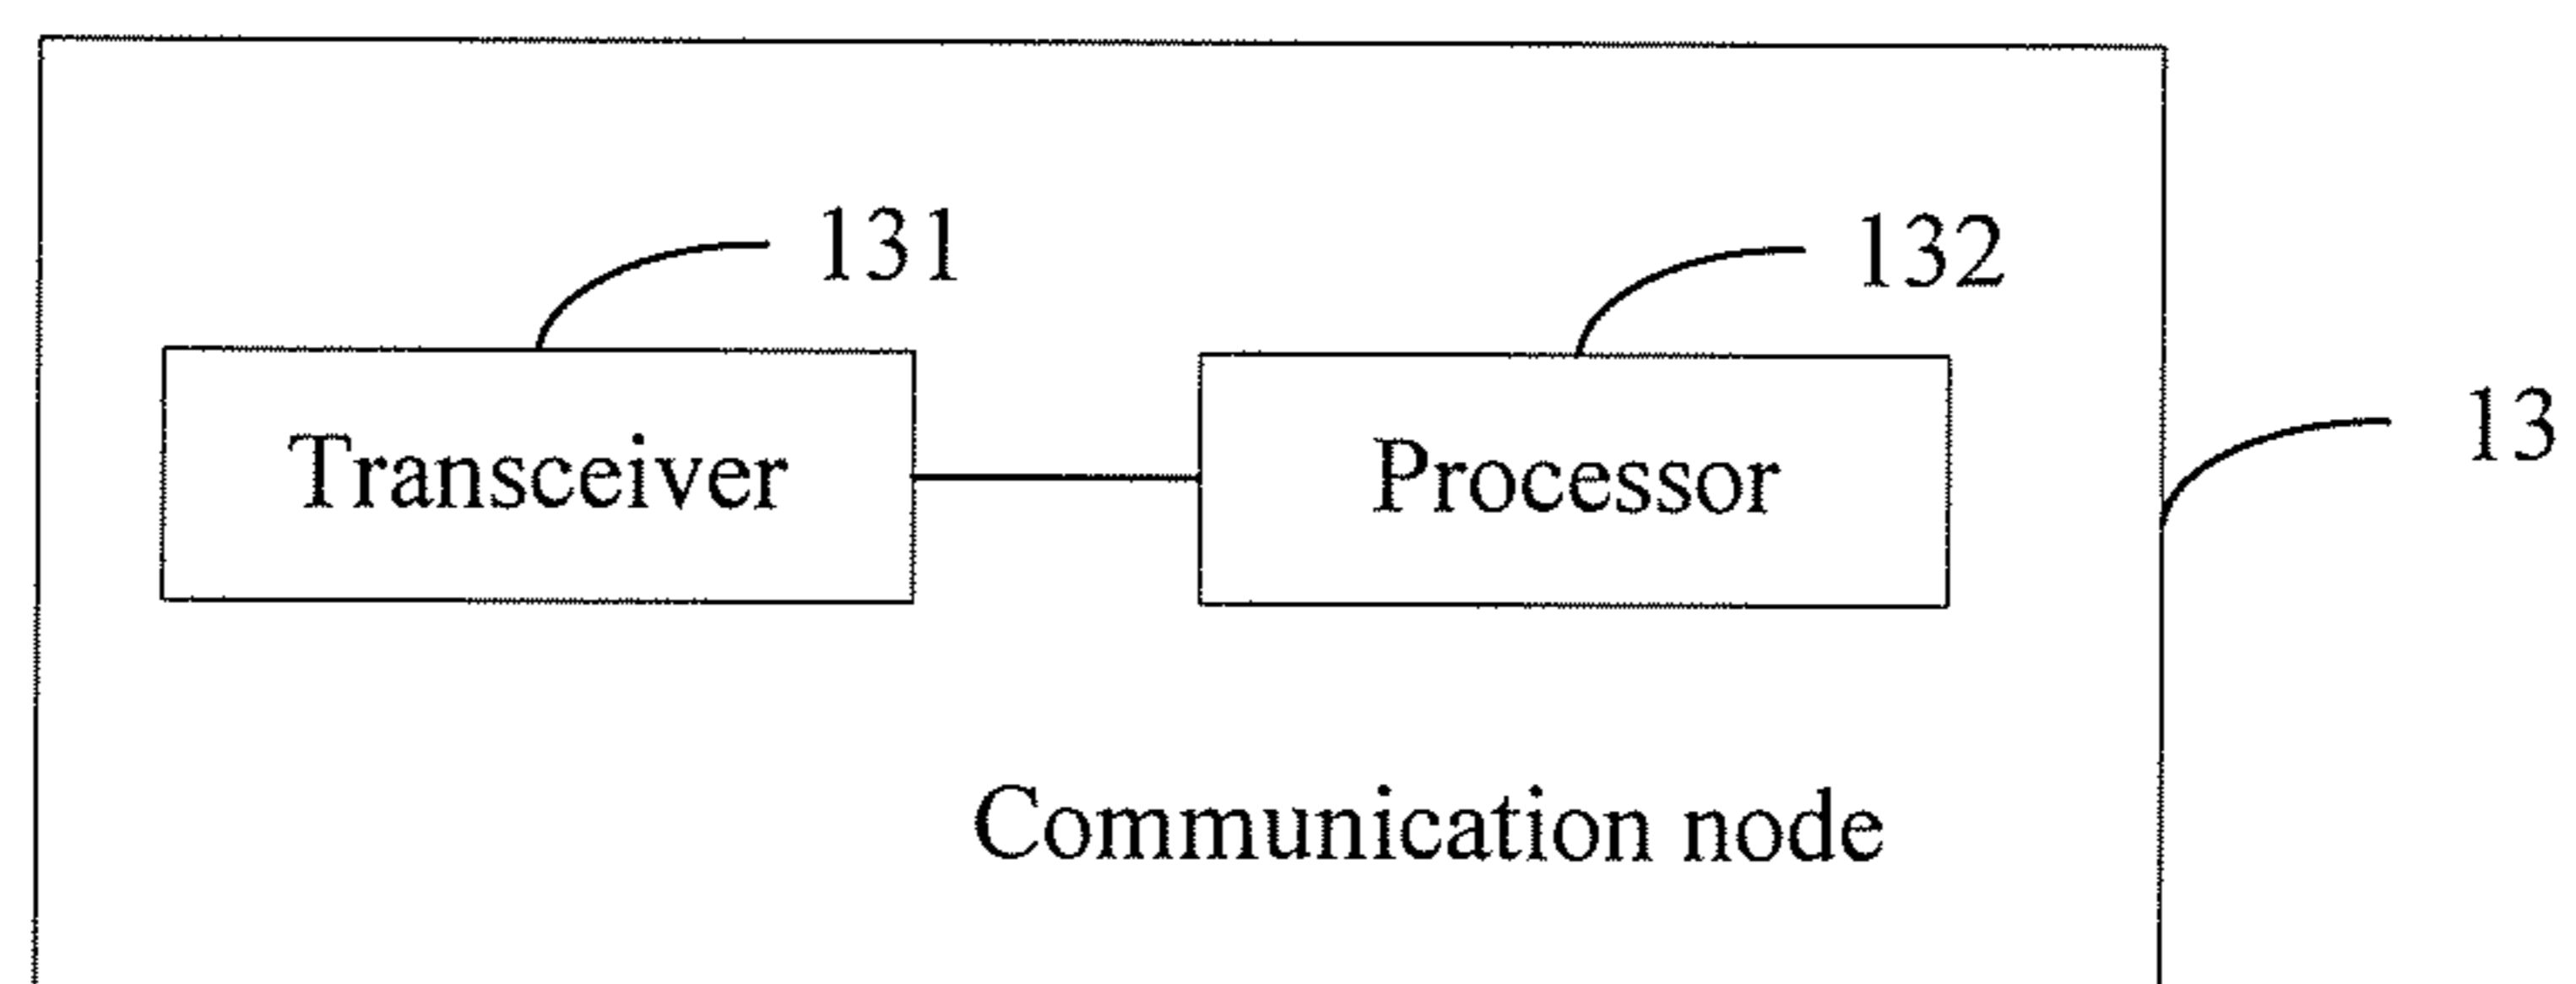 131
132
13
Transceiver
Processor
Communication node